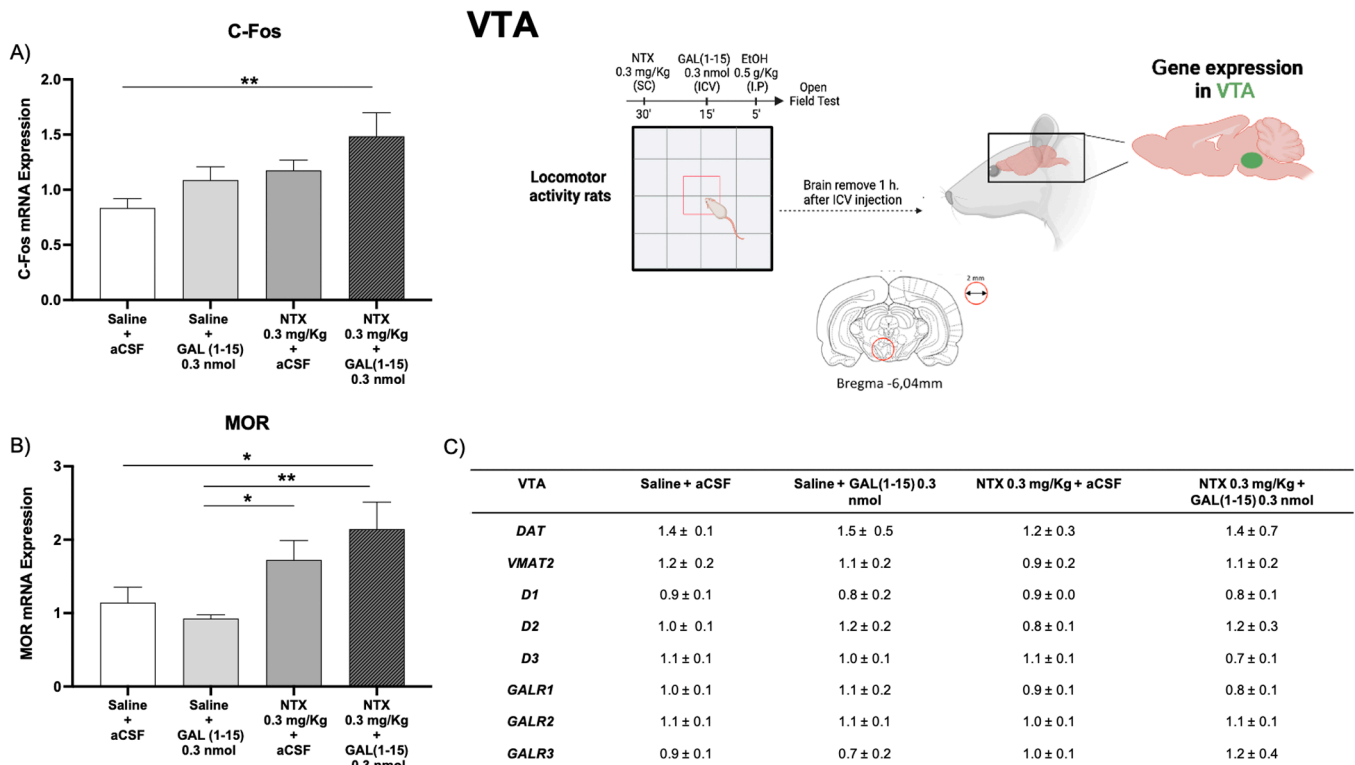 VTA
C-Fos
A)
C-Fos mRNA Expression
2.0
1.5
1.0
0.5
0.0
**
Saline
+
aCSF
Saline
+
GAL (1-15)
0.3 nmol
NTX
0.3 mg/Kg
+
aCSF
NTX
0.3 mg/Kg
+
GAL(1-15)
0.3 nmol
NTX
0.3 mg/Kg
(SC)
GAL(1-15)
0.3 nmol
(ICV)
EtOH
0.5 g/Kg
(I.P)
30'
15'
5'
Open
Field Test
Locomotor
activity rats
Brain remove 1 h.
after ICV injection
Gene expression
in VTA
2 mm
Bregma -6,04mm
MOR
B)
MOR mRNA Expression
3
2
1
0
*
**
*
Saline
+
aCSF
Saline
+
GAL (1-15)
0.3 nmol
NTX
0.3 mg/Kg
+
aCSF
NTX
0.3 mg/Kg
+
GAL(1-15)
0.3 nmol
C)
VTA Saline + aCSF Saline + GAL(1-15) 0.3 nmol NTX 0.3 mg/Kg + aCSF NTX 0.3 mg/Kg + GAL(1-15) 0.3 nmol
DAT 1.4 ± 0.1 1.5 ± 0.5 1.2 ± 0.3 1.4 ± 0.7
VMAT2 1.2 ± 0.2 1.1 ± 0.2 0.9 ± 0.2 1.1 ± 0.2
D1 0.9 ± 0.1 0.8 ± 0.2 0.9 ± 0.0 0.8 ± 0.1
D2 1.0 ± 0.1 1.2 ± 0.2 0.8 ± 0.1 1.2 ± 0.3
D3 1.1 ± 0.1 1.0 ± 0.1 1.1 ± 0.1 0.7 ± 0.1
GALR1 1.0 ± 0.1 1.1 ± 0.2 0.9 ± 0.1 0.8 ± 0.1
GALR2 1.1 ± 0.1 1.1 ± 0.1 1.0 ± 0.1 1.1 ± 0.1
GALR3 0.9 ± 0.1 0.7 ± 0.2 1.0 ± 0.1 1.2 ± 0.4